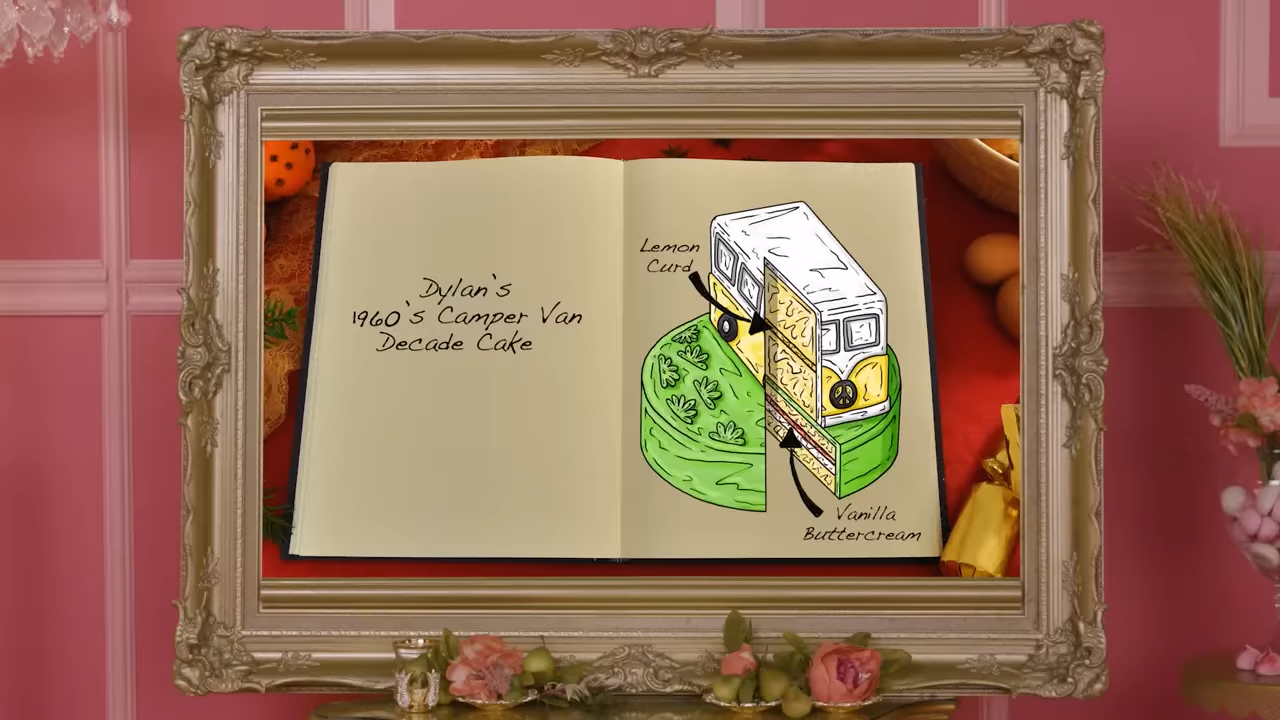 Dylan's
1960's Camper Van
Decade Cake
Lemon
Curd
Vanilla
Buttercream